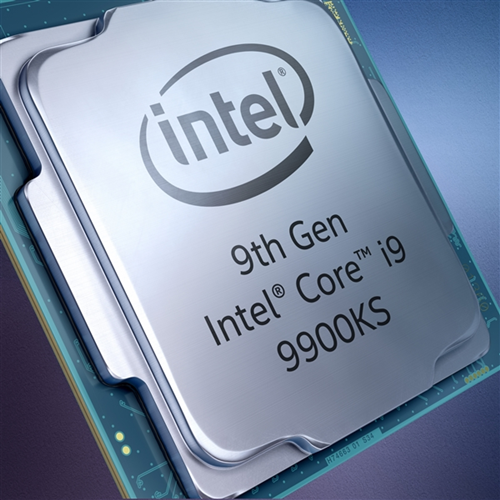 intel®
9th Gen
Intel® Core™ i9
9900KS